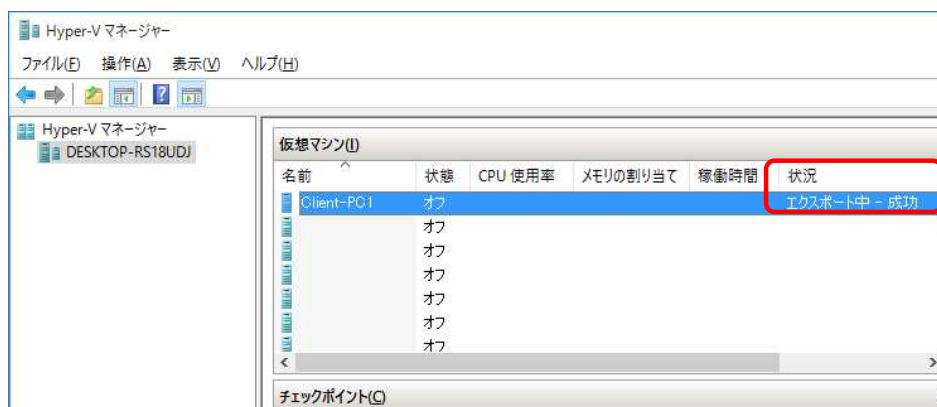 Hyper-V マネージャー
ファイル(F) 操作(A) 表示(V) ヘルプ(H)
Hyper-V マネージャー
DESKTOP-RS18UDJ
仮想マシン(I)
名前 状態 CPU 使用率 メモリの割り当て 稼働時間 状況
Client-PC1 オフ エクスポート中 - 成功
オフ
オフ
オフ
オフ
オフ
オフ
チェックポイント(C)